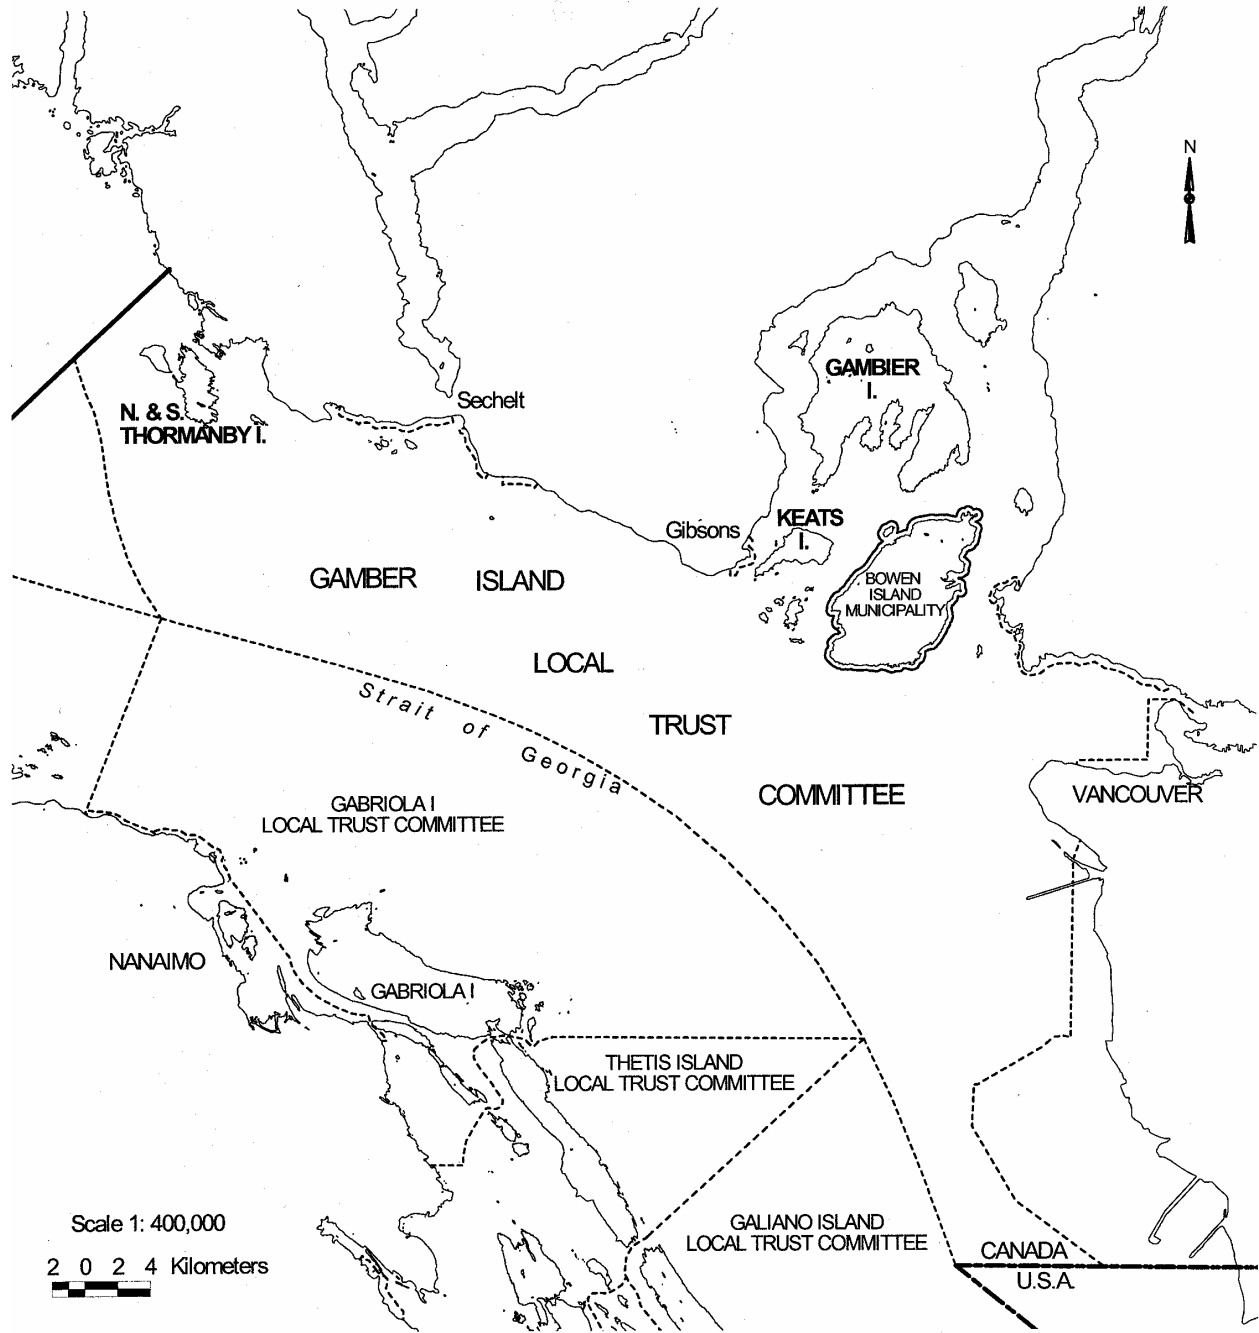 N
GAMBIER
I.
Sechelt
N. & S.
THORMANBY I.
Gibsons
KEATS
I.
GAMBER ISLAND
BOWEN
ISLAND
MUNICIPALITY
LOCAL
Strait of Georgia
TRUST
COMMITTEE
VANCOUVER
GABRIOLA I
LOCAL TRUST COMMITTEE
NANAIMO
GABRIOLA I
THETIS ISLAND
LOCAL TRUST COMMITTEE
GALIANO ISLAND
LOCAL TRUST COMMITTEE
Scale 1: 400,000
CANADA
U.S.A.
2 0 2 4 Kilometers